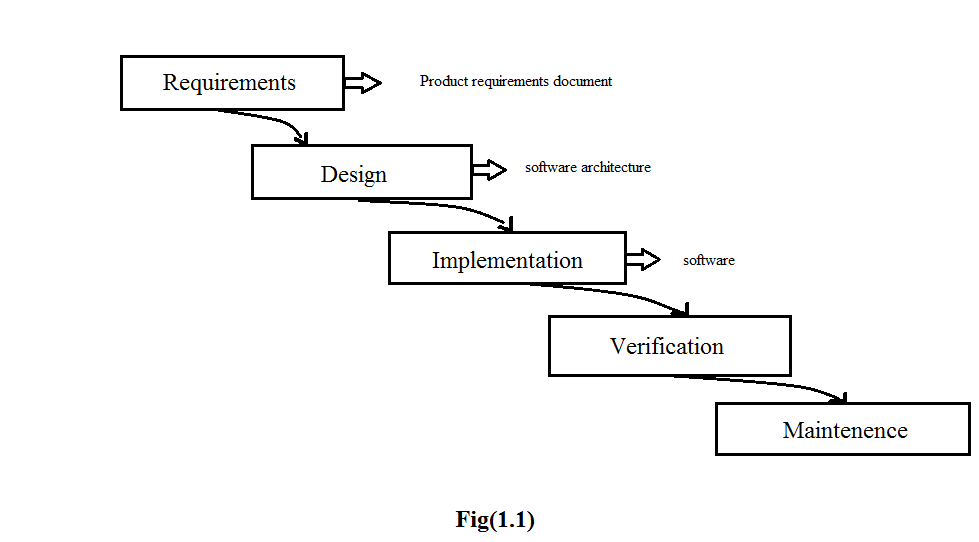 Requirements
Product requirements document
Design
software architecture
Implementation
software
Verification
Maintenence
Fig(1.1)